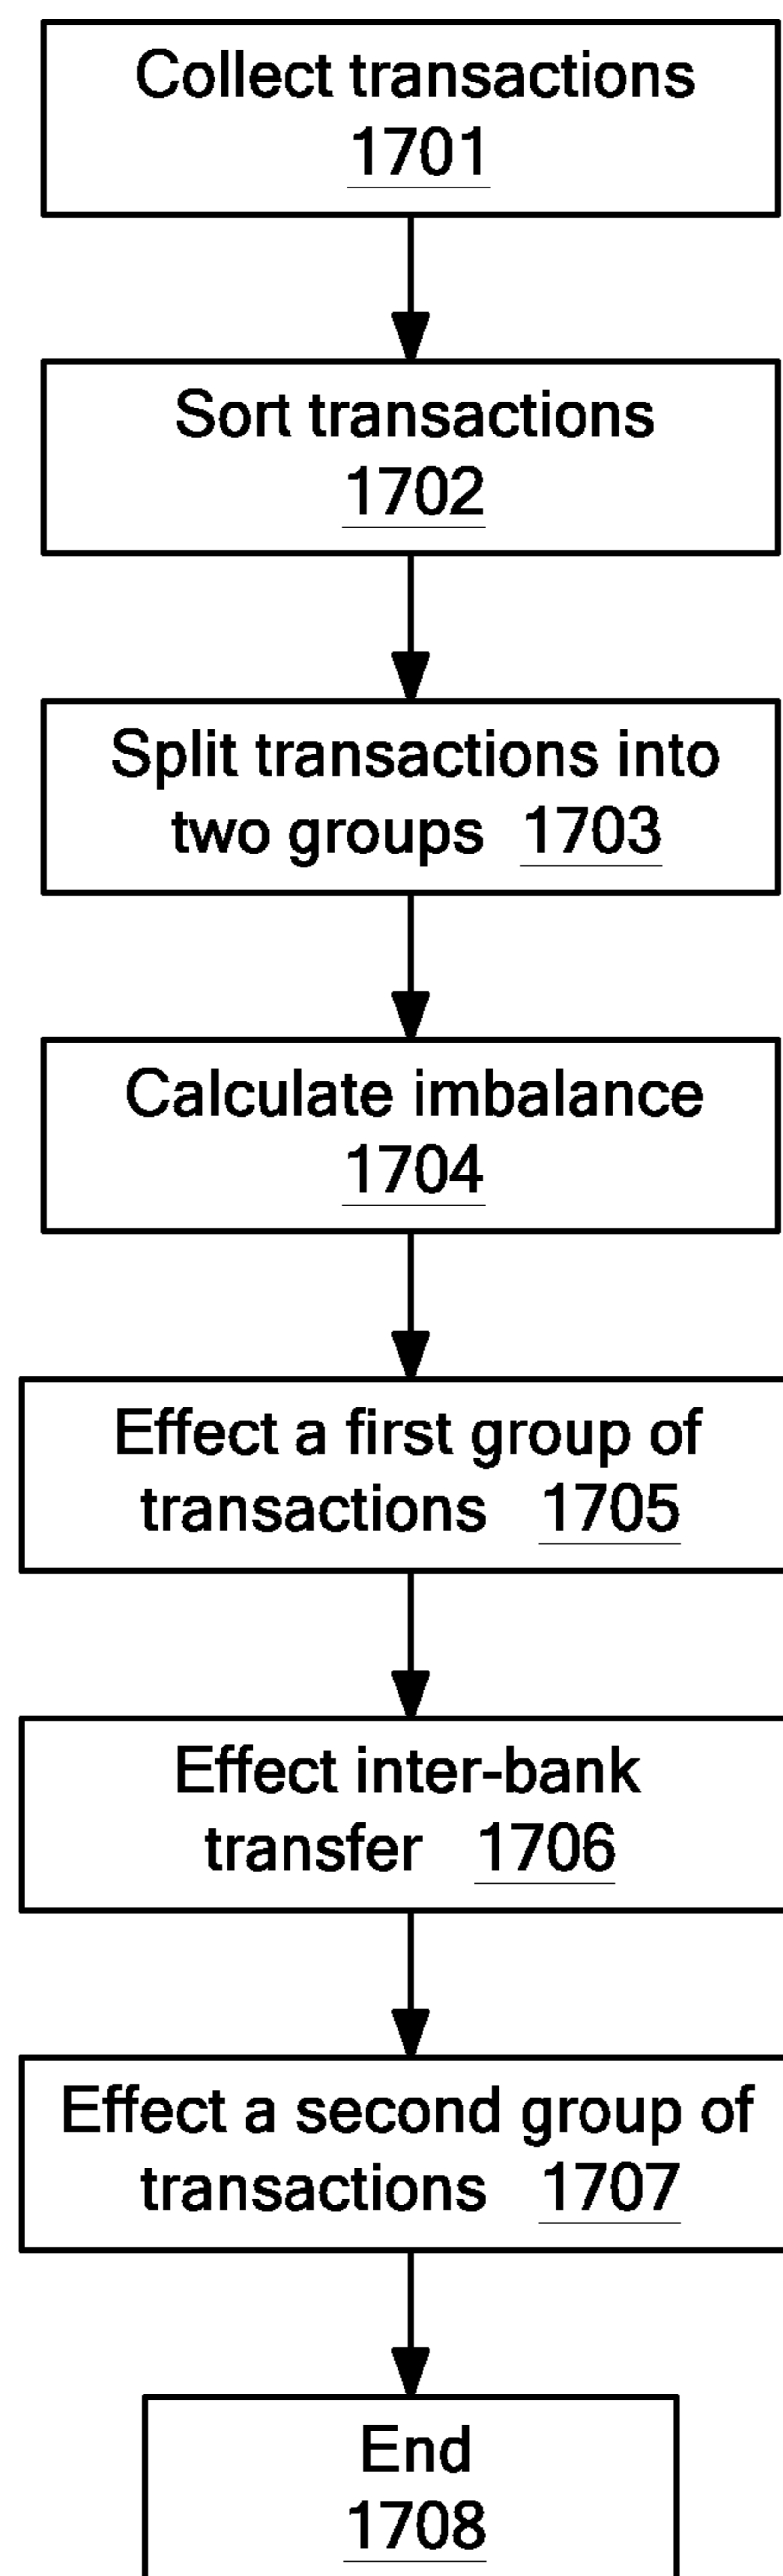 Collect transactions
1701
Sort transactions
1702
Split transactions into
two groups 1703
Calculate imbalance
1704
Effect a first group of
transactions 1705
Effect inter-bank
transfer 1706
Effect a second group of
transactions 1707
End
1708